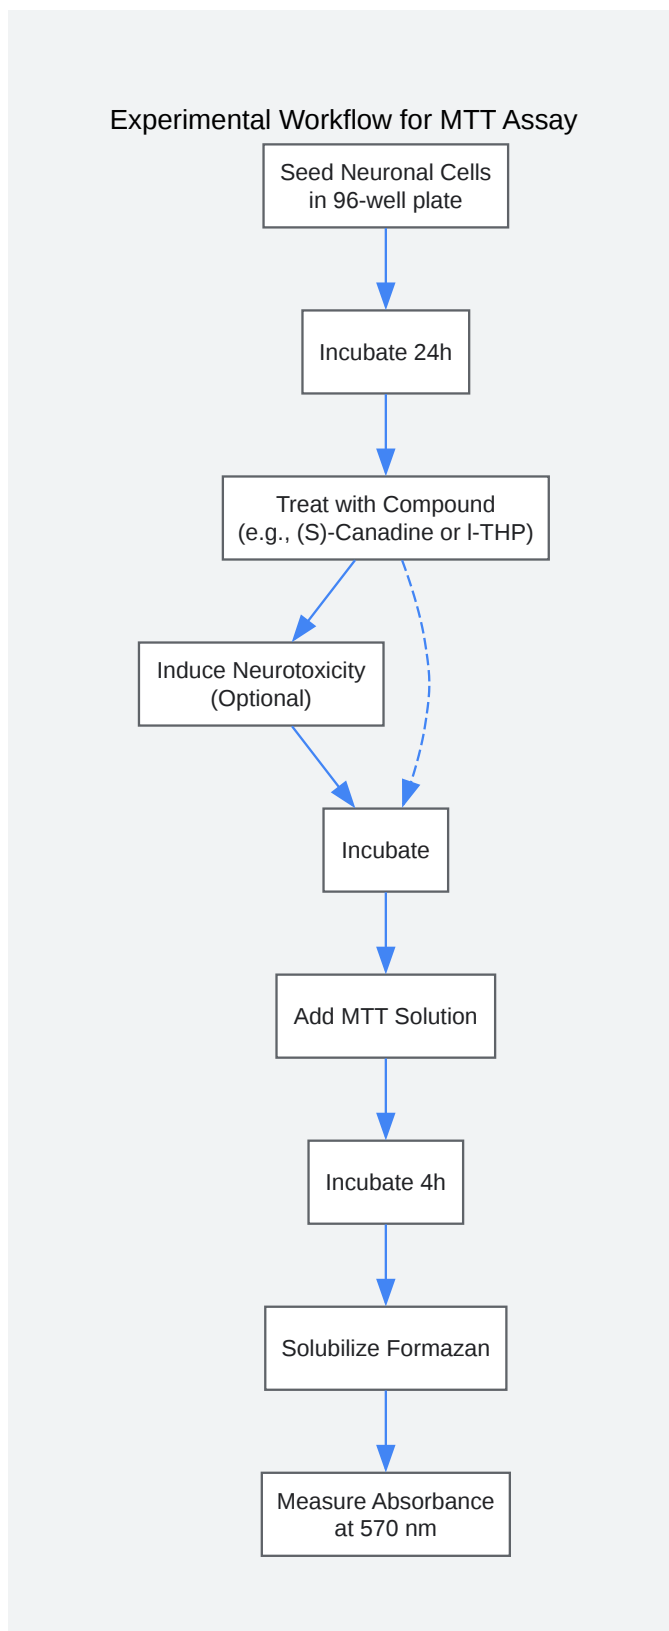 Experimental Workflow for MTT Assay
Seed Neuronal Cells
in 96-well plate
Incubate 24h
Treat with Compound
(e.g., (S)-Canadine or l-THP)
Induce Neurotoxicity
(Optional)
Incubate
Add MTT Solution
Incubate 4h
Solubilize Formazan
Measure Absorbance
at 570 nm